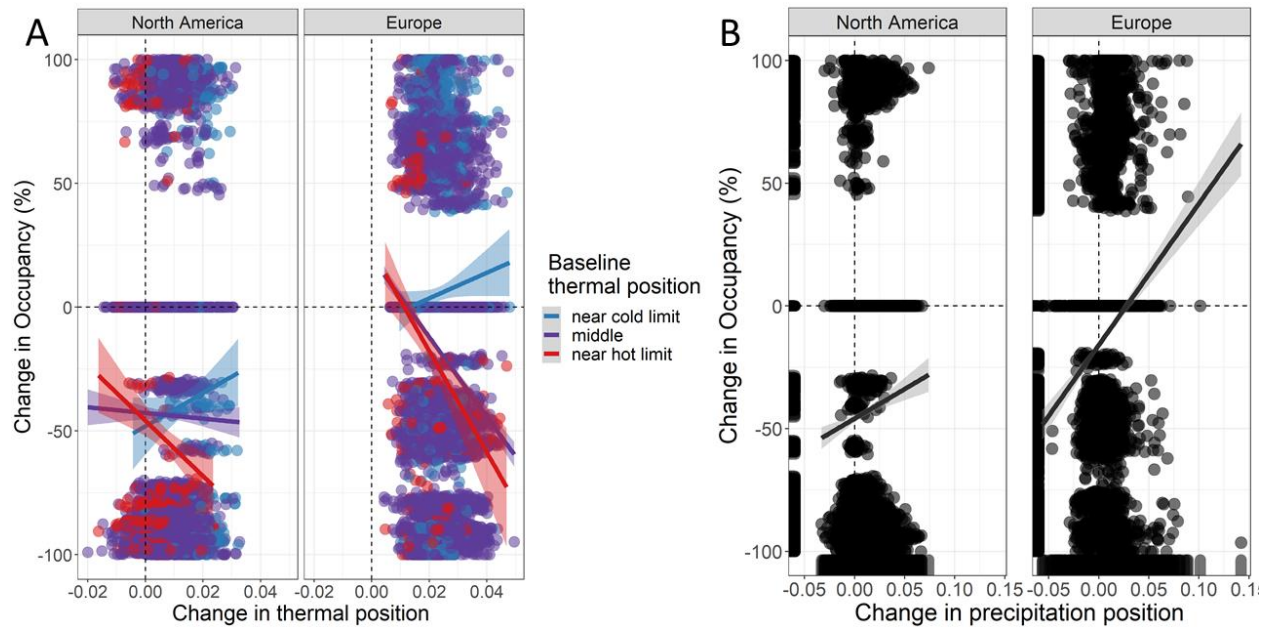 A
North America
Europe
Change in Occupancy (%)
100
50
0
-50
-100
-0.02 0.00 0.02 0.04 -0.02 0.00 0.02 0.04
Change in thermal position
Baseline
thermal position
near cold limit
middle
near hot limit
B
North America
Europe
Change in Occupancy (%)
100
50
0
-50
-100
-0.05 0.00 0.05 0.10 0.15 -0.05 0.00 0.05 0.10 0.15
Change in precipitation position